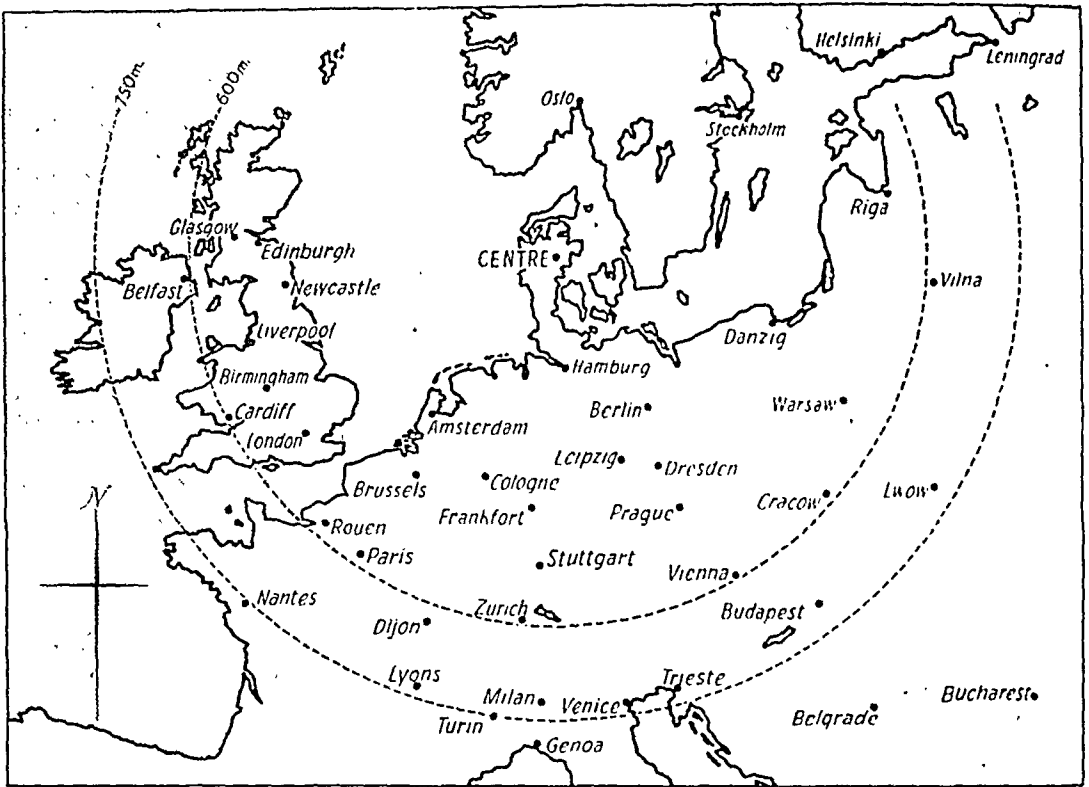 750m.
600m.
Helsinki
Leningrad
Oslo
Stockholm
Riga
Glasgow
Edinburgh
CENTRE
Belfast
Newcastle
Vilna
Liverpool
Danzig
Hamburg
Birmingham
Berlin
Warsaw
Cardiff
Amsterdam
London
Leipzig
Dresden
Brussels
Cologne
Cracow
Lwow
N
Frankfort
Prague
Rouen
Paris
Stuttgart
Vienna
Nantes
Zurich
Budapest
Dijon
Lyons
Trieste
Milan
Venice
Bucharest
Turin
Belgrade
Genoa